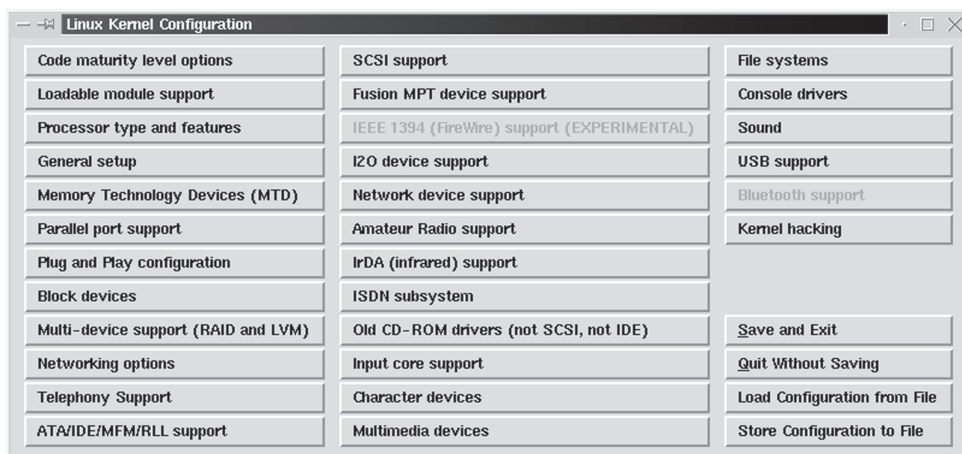 Linux Kernel Configuration
Code maturity level options
Loadable module support
Processor type and features
General setup
Memory Technology Devices (MTD)
Parallel port support
Plug and Play configuration
Block devices
Multi-device support (RAID and LVM)
Networking options
Telephony Support
ATA/IDE/MFM/RLL support
SCSI support
Fusion MPT device support
IEEE 1394 (FireWire) support (EXPERIMENTAL)
I2O device support
Network device support
Amateur Radio support
IrDA (infrared) support
ISDN subsystem
Old CD-ROM drivers (not SCSI, not IDE)
Input core support
Character devices
Multimedia devices
File systems
Console drivers
Sound
USB support
Bluetooth support
Kernel hacking
Save and Exit
Quit Without Saving
Load Configuration from File
Store Configuration to File